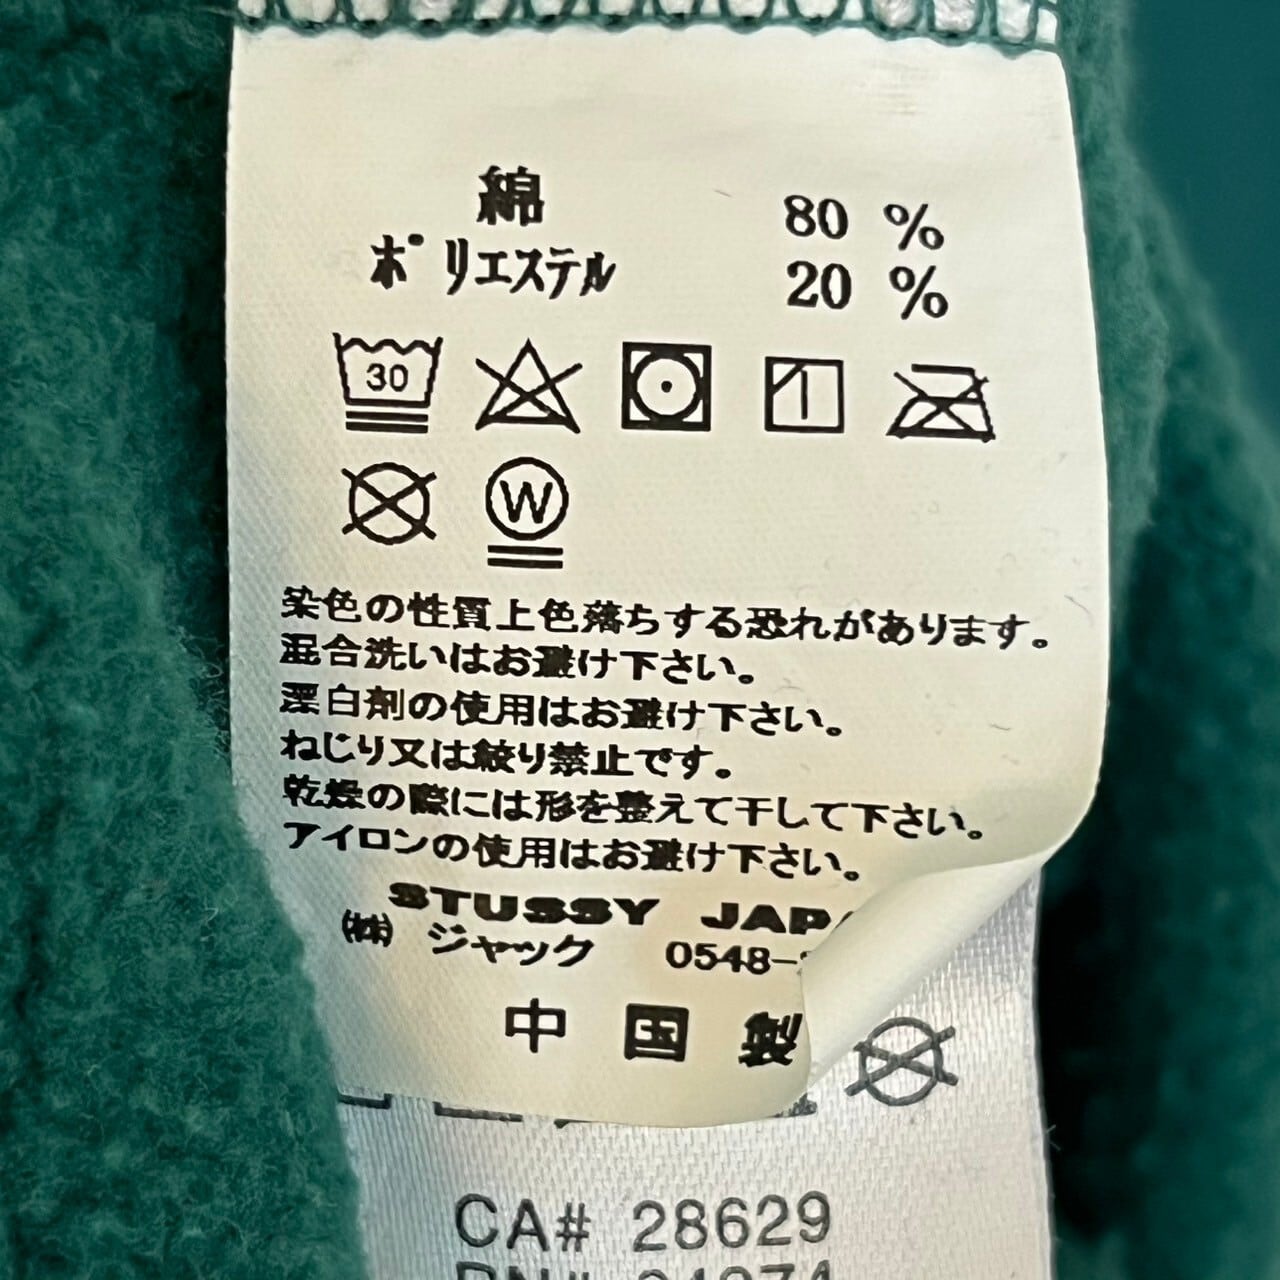 綿 80 %
ポリエステル 20 %
30
W
染色の性質上色落ちする恐れがあります。
混合洗いはお避け下さい。
漂白剤の使用はお避け下さい。
ねじり又は絞り禁止です。
乾燥の際には形を整えて干して下さい。
アイロンの使用はお避け下さい。
STUSSY JAP
㈱ ジャック 0548-
中国製
CA# 28629